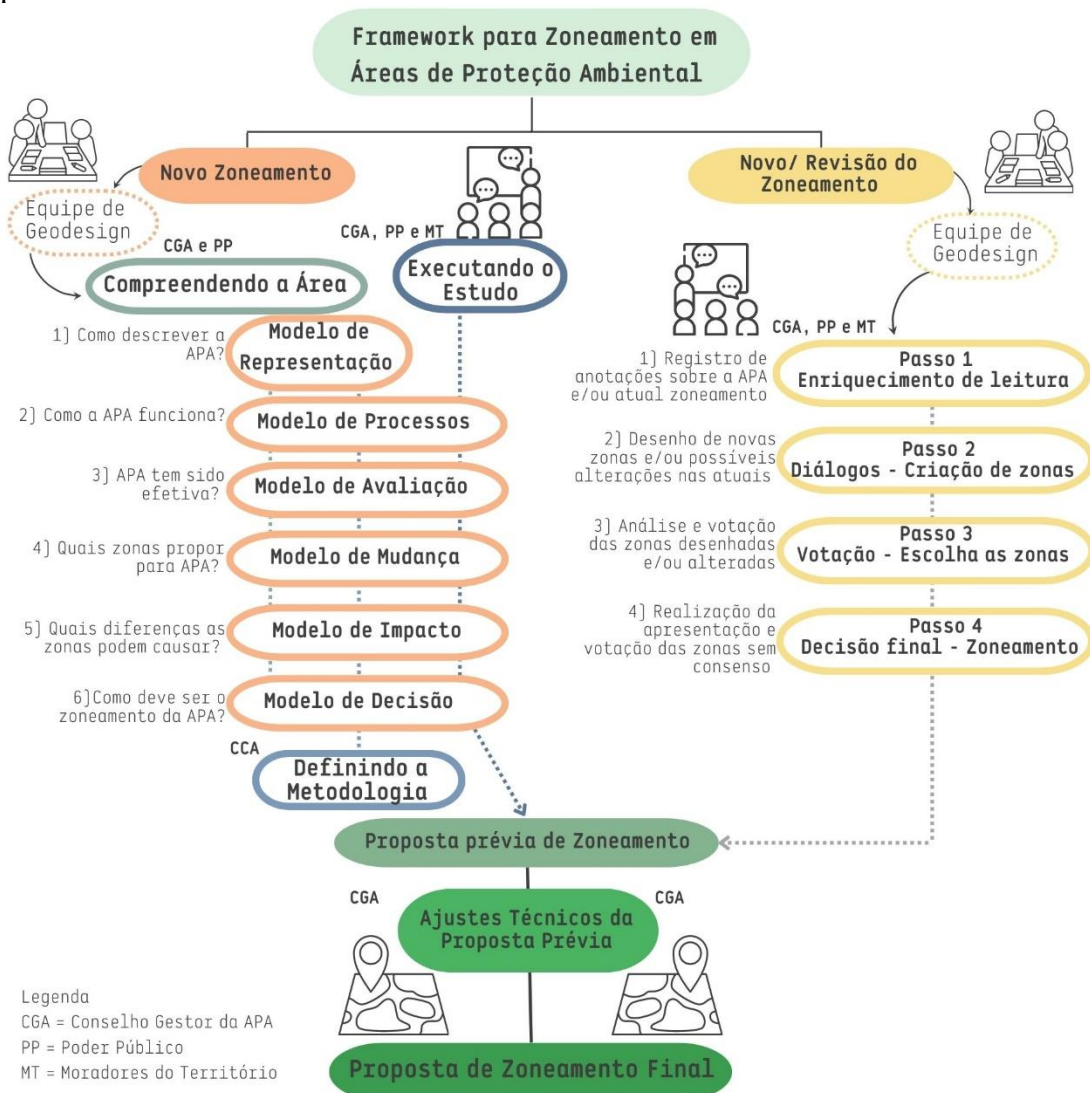 Framework para Zoneamento em
Áreas de Proteção Ambiental
Novo Zoneamento
Equipe de
Geodesign
CGA e PP
Compreendendo a Área
CGA, PP e MT
Executando o
Estudo
1) Como descrever a
APA?
Modelo de
Representação
2) Como a APA funciona?
Modelo de Processos
3) APA tem sido
efetiva?
Modelo de Avaliação
4) Quais zonas propor
para APA?
Modelo de Mudança
5) Quais diferenças as
zonas podem causar?
Modelo de Impacto
6)Como deve ser o
zoneamento da APA?
Modelo de Decisão
CCA
Definindo a
Metodologia
Novo/ Revisão do
Zoneamento
Equipe de
Geodesign
CGA, PP e MT
1) Registro de
anotações sobre a APA
e/ou atual zoneamento
Passo 1
Enriquecimento de leitura
2) Desenho de novas
zonas e/ou possíveis
alterações nas atuais
Passo 2
Diálogos - Criação de zonas
3) Análise e votação
das zonas desenhadas
e/ou alteradas
Passo 3
Votação - Escolha as zonas
4) Realização da
apresentação e
votação das zonas sem
consenso
Passo 4
Decisão final - Zoneamento
Proposta prévia de Zoneamento
CGA
Ajustes Técnicos da
Proposta Prévia
CGA
Proposta de Zoneamento Final
Legenda
CGA = Conselho Gestor da APA
PP = Poder Público
MT = Moradores do Território